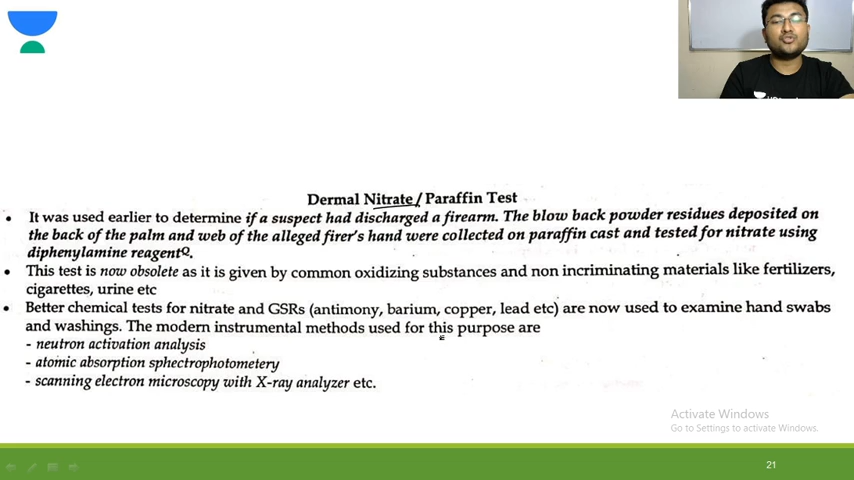 Dermal Nitrate / Paraffin Test
• It was used earlier to determine if a suspect had discharged a firearm. The blow back powder residues deposited on
the back of the palm and web of the alleged firer's hand were collected on paraffin cast and tested for nitrate using
diphenylamine reagentQ.
• This test is now obsolete as it is given by common oxidizing substances and non incriminating materials like fertilizers,
cigarettes, urine etc
• Better chemical tests for nitrate and GSRs (antimony, barium, copper, lead etc) are now used to examine hand swabs
and washings. The modern instrumental methods used for this purpose are
- neutron activation analysis
- atomic absorption sphectrophotometery
- scanning electron microscopy with X-ray analyzer etc.
Activate Windows
Go to Settings to activate Windows.
21